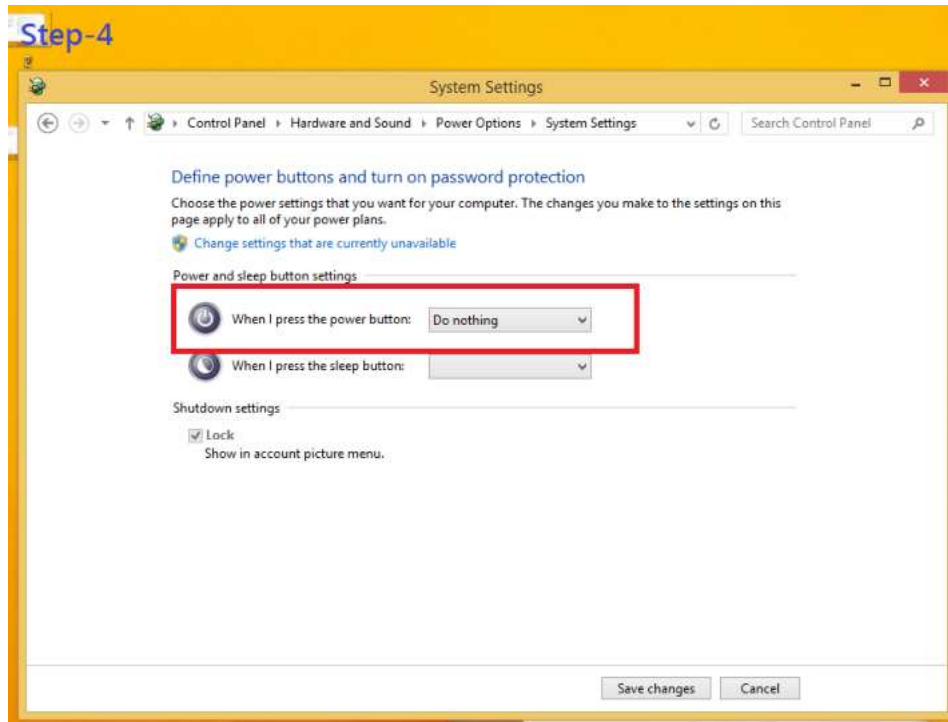 Step-4
System Settings
Control Panel Hardware and Sound Power Options System Settings Search Control Panel
Define power buttons and turn on password protection
Choose the power settings that you want for your computer. The changes you make to the settings on this
page apply to all of your power plans.
Change settings that are currently unavailable
Power and sleep button settings
When I press the power button: Do nothing
When I press the sleep button:
Shutdown settings
Lock
Show in account picture menu.
Save changes Cancel